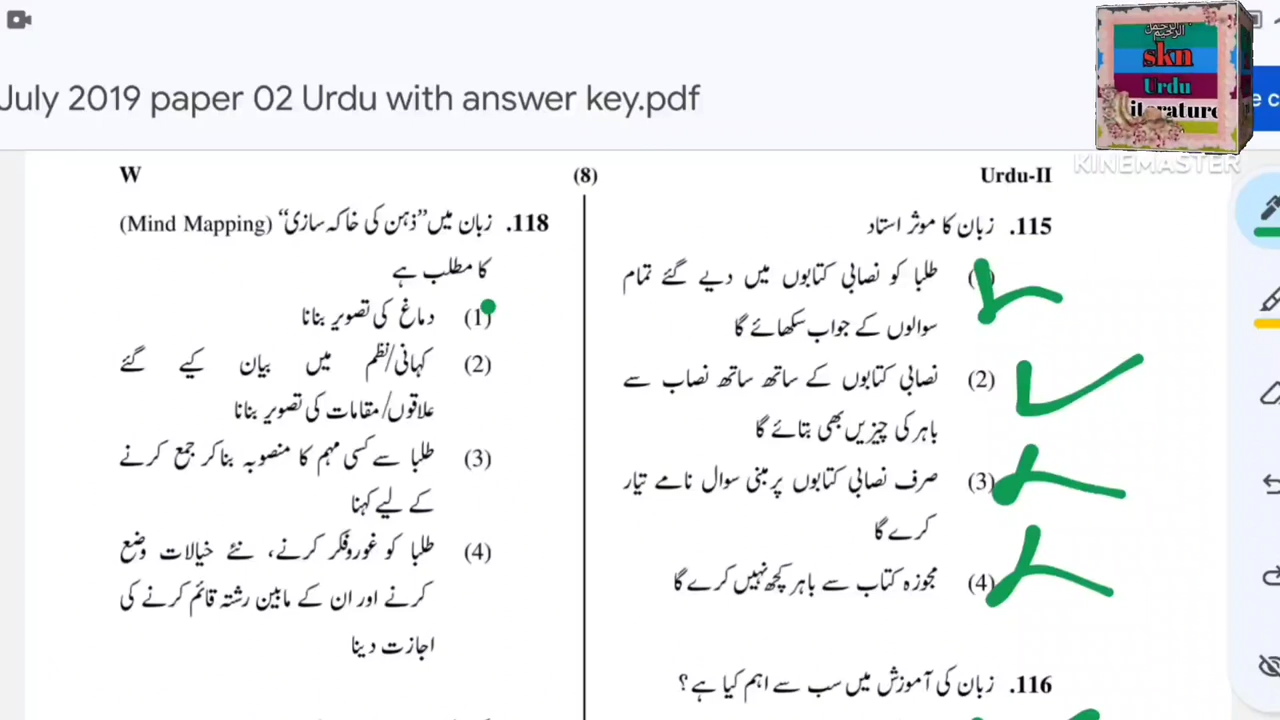 July 2019 paper 02 Urdu with answer key.pdf
skn
Urdu
KINEMASTER
W
(8)
Urdu-II
115. زبان کا موثر استاد
طلبا کو نصابی کتابوں میں دیے گئے تمام
سوالوں کے جواب سکھائے گا
(2) نصابی کتابوں کے ساتھ ساتھ نصاب سے
باہر کی چیزیں بھی بتائے گا
(3) صرف نصابی کتابوں پر مبنی سوال نامے تیار
کرے گا
(4) مجوزہ کتاب سے باہر کچھ نہیں کرے گا
116. زبان کی آموزش میں سب سے اہم کیا ہے؟
118. زبان میں ”ذہن کی خاکہ سازی“ (Mind Mapping)
کا مطلب ہے
(1) دماغ کی تصویر بنانا
(2) کہانی/نظم میں بیان کیے گئے
علاقوں/مقامات کی تصویر بنانا
(3) طلبا سے کسی مہم کا منصوبہ بنا کر جمع کرنے
کے لیے کہنا
(4) طلبا کو غور و فکر کرنے، نئے خیالات وضع
کرنے اور ان کے مابین رشتہ قائم کرنے کی
اجازت دینا